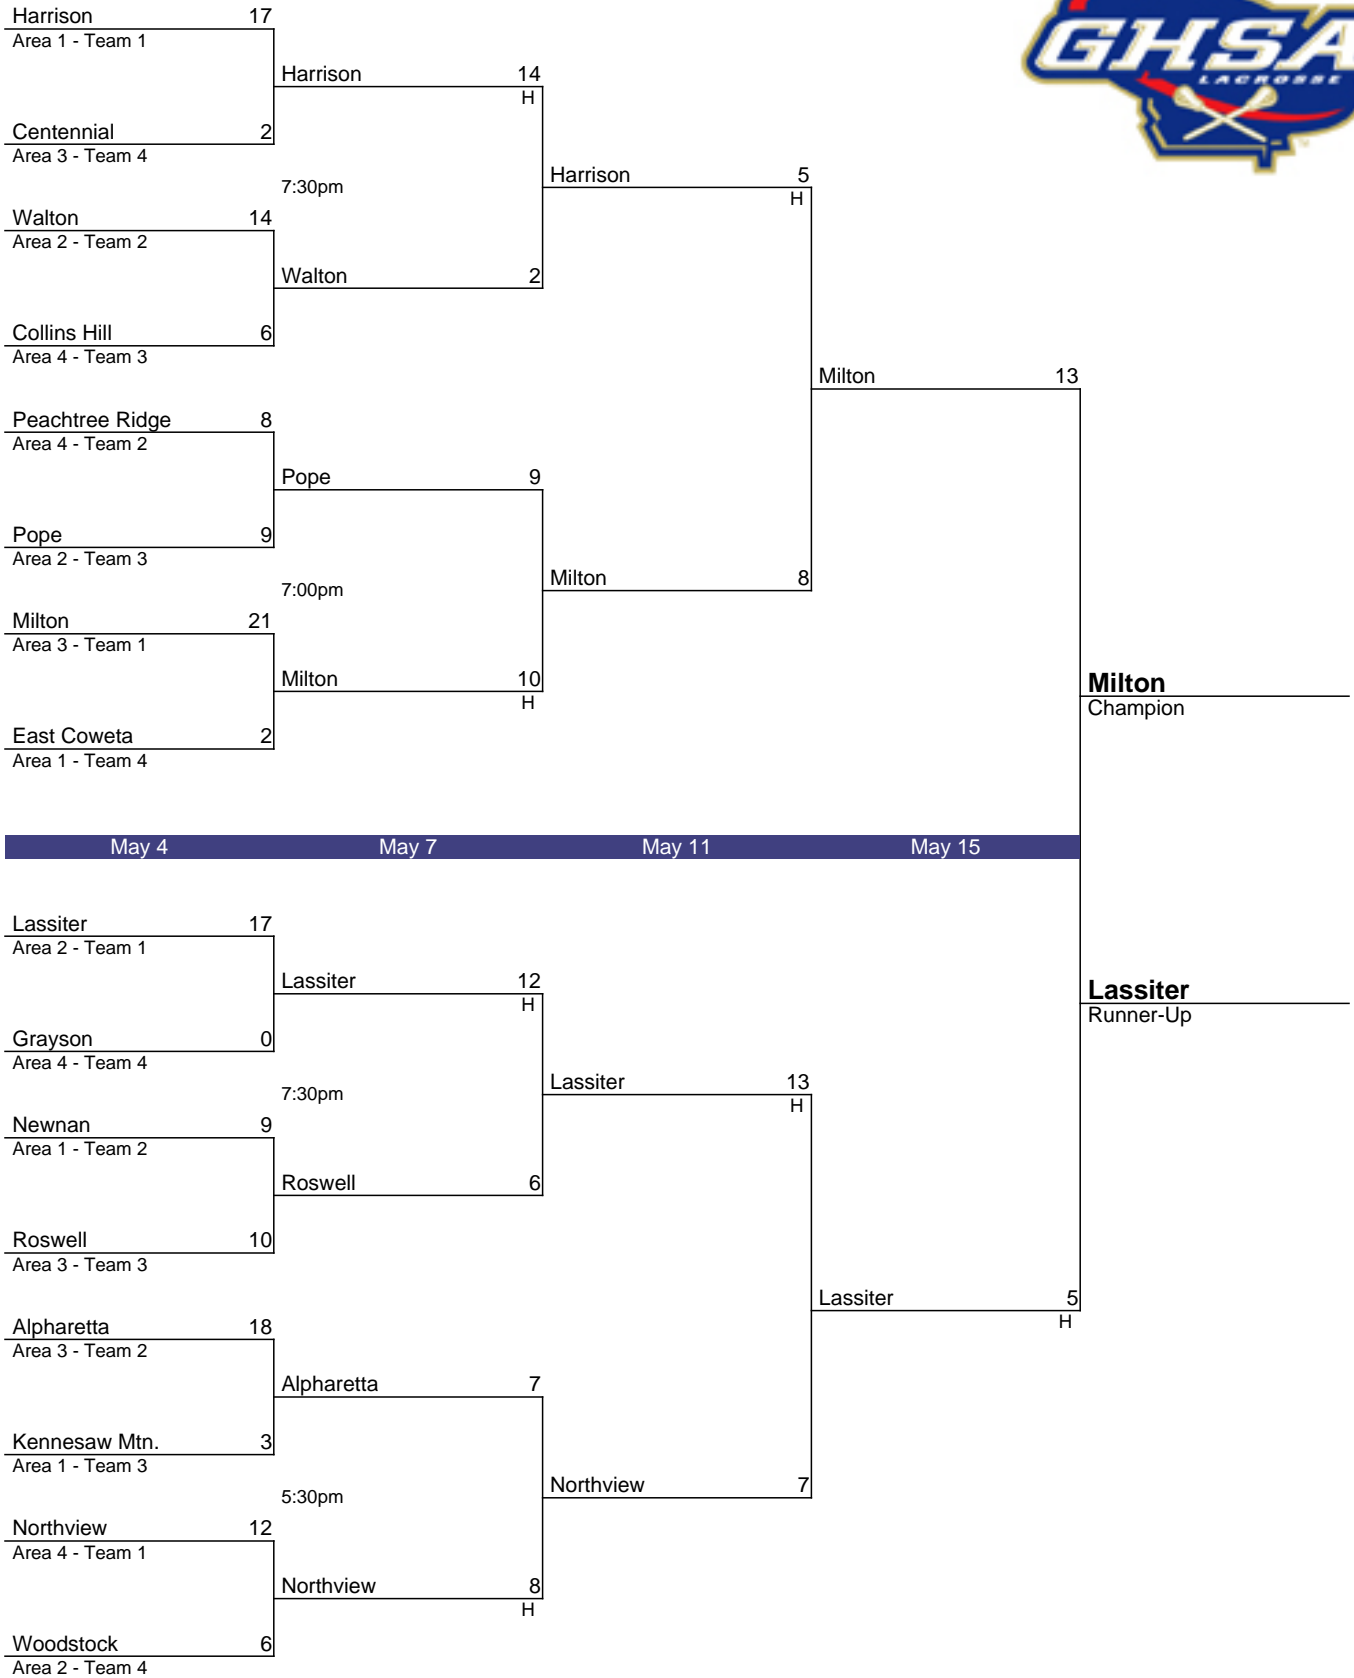 GHSA
LACROSSE
TM
Harrison 17
Area 1 - Team 1
Harrison 14
H
Centennial 2
Area 3 - Team 4
7:30pm
Harrison 5
H
Walton 14
Area 2 - Team 2
Walton 2
Collins Hill 6
Area 4 - Team 3
Milton 13
Peachtree Ridge 8
Area 4 - Team 2
Pope 9
Pope 9
Area 2 - Team 3
7:00pm
Milton 8
Milton 21
Area 3 - Team 1
Milton 10
H
Milton
Champion
East Coweta 2
Area 1 - Team 4
May 4 May 7 May 11 May 15
Lassiter 17
Area 2 - Team 1
Lassiter 12
H
Lassiter
Runner-Up
Grayson 0
Area 4 - Team 4
7:30pm
Lassiter 13
H
Newnan 9
Area 1 - Team 2
Roswell 6
Roswell 10
Area 3 - Team 3
Lassiter 5
H
Alpharetta 18
Area 3 - Team 2
Alpharetta 7
Kennesaw Mtn. 3
Area 1 - Team 3
5:30pm
Northview 7
Northview 12
Area 4 - Team 1
Northview 8
H
Woodstock 6
Area 2 - Team 4